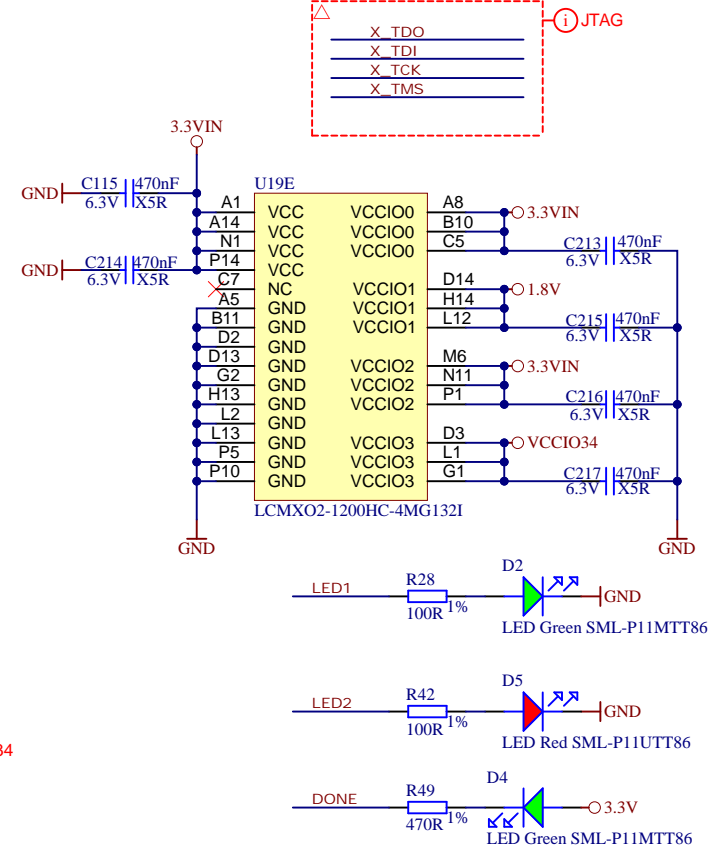 i JTAG
X_TDO
X_TDI
X_TCK
X_TMS
3.3VIN
GND C115 470nF
6.3V X5R
GND C214 470nF
6.3V X5R
U19E
A1 VCC VCCIO0 A8 3.3VIN
A14 VCC VCCIO0 B10
N1 VCC VCCIO0 C5 C213 470nF
P14 VCC 6.3V X5R
C7 NC VCCIO1 D14 1.8V
A5 GND VCCIO1 H14
B11 GND VCCIO1 L12 C215 470nF
D2 GND 6.3V X5R
D13 GND VCCIO2 M6 3.3VIN
G2 GND VCCIO2 N11
H13 GND VCCIO2 P1 C216 470nF
L2 GND 6.3V X5R
L13 GND VCCIO3 D3 VCCIO34
P5 GND VCCIO3 L1
P10 GND VCCIO3 G1 C217 470nF
6.3V X5R
LCMXO2-1200HC-4MG132I
GND GND
LED1 R28 D2 GND
100R 1%
LED Green SML-P11MTT86
LED2 R42 D5 GND
100R 1%
LED Red SML-P11UTT86
34
DONE R49 D4 3.3V
470R 1%
LED Green SML-P11MTT86